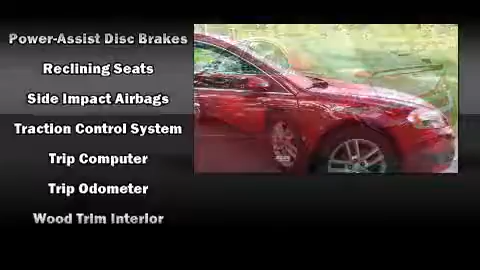 Power-Assist Disc Brakes
Reclining Seats
Side Impact Airbags
Traction Control System
Trip Computer
Trip Odometer
Wood Trim Interior